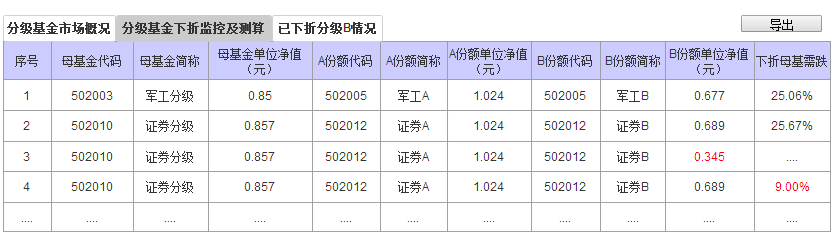 分级基金市场概况 分级基金下折监控及测算 已下折分级B情况 导出
序号 母基金代码 母基金简称 母基金单位净值（元） A份额代码 A份额简称 A份额单位净值（元） B份额代码 B份额简称 B份额单位净值（元） 下折母基需跌
1 502003 军工分级 0.85 502005 军工A 1.024 502005 军工B 0.677 25.06%
2 502010 证券分级 0.857 502012 证券A 1.024 502012 证券B 0.689 25.67%
3 502010 证券分级 0.857 502012 证券A 1.024 502012 证券B 0.345 ....
4 502010 证券分级 0.857 502012 证券A 1.024 502012 证券B 0.689 9.00%
.... .... .... .... .... .... .... .... .... .... ....